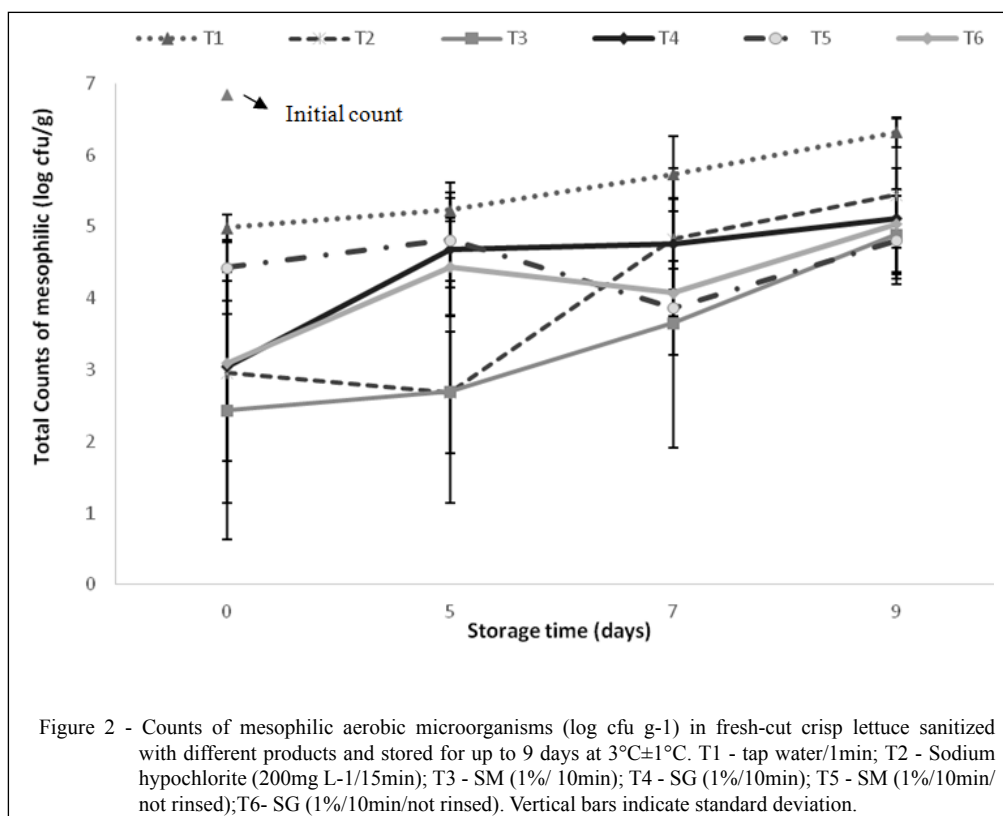 T1 T2 T3 T4 T5 T6
Total Counts of mesophilic (log cfu/g)
7
6
5
4
3
2
1
0
Initial count
0 5 7 9
Storage time (days)
Figure 2 - Counts of mesophilic aerobic microorganisms (log cfu g-1) in fresh-cut crisp lettuce sanitized
with different products and stored for up to 9 days at 3°C±1°C. T1 - tap water/1min; T2 - Sodium
hypochlorite (200mg L-1/15min); T3 - SM (1%/ 10min); T4 - SG (1%/10min); T5 - SM (1%/10min/
not rinsed);T6- SG (1%/10min/not rinsed). Vertical bars indicate standard deviation.